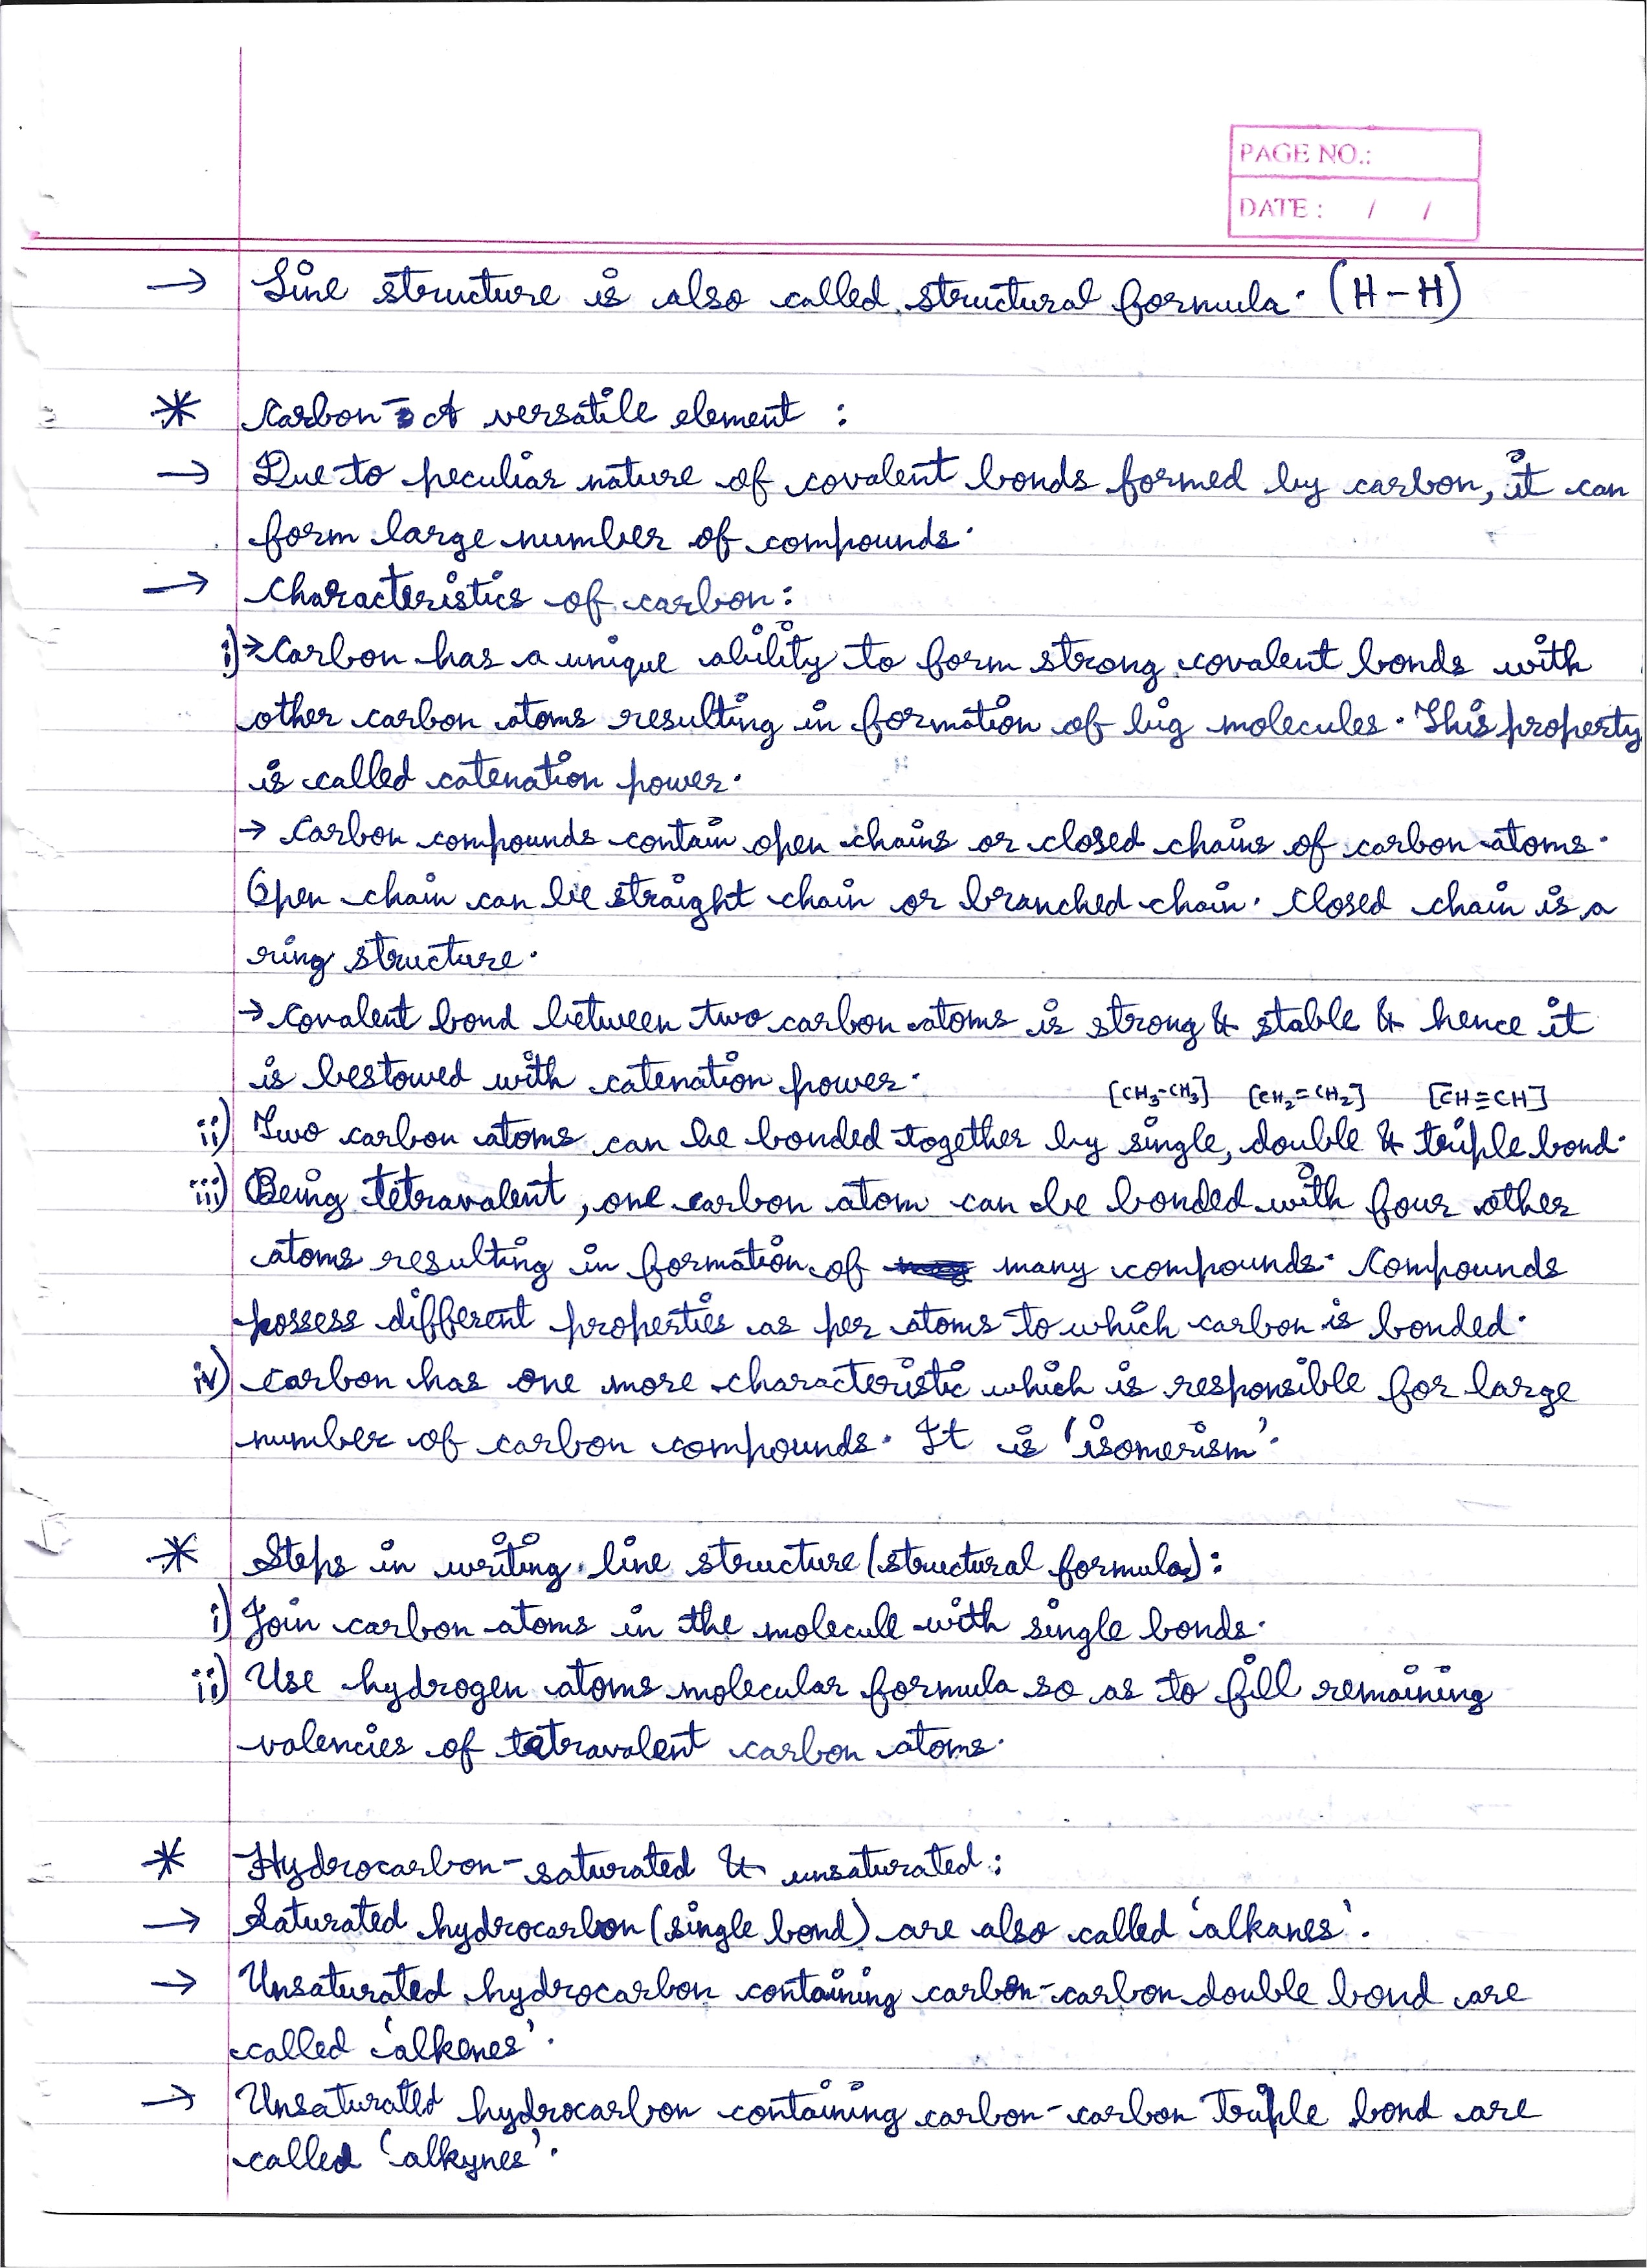 PAGE NO.:
DATE : / /
→ Line structure is also called structural formula. (H-H)
* Carbon - A versatile element :
→ Due to peculiar nature of covalent bonds formed by carbon, it can
form large number of compounds.
→ Characteristics of carbon:
i) → Carbon has a unique ability to form strong covalent bonds with
other carbon atoms resulting in formation of big molecules. This property
is called catenation power.
→ Carbon compounds contain open chains or closed chains of carbon atoms.
Open chain can be straight chain or branched chain. Closed chain is a
ring structure.
→ Covalent bond between two carbon atoms is strong & stable & hence it
is bestowed with catenation power.
[CH₃-CH₃] [CH₂=CH₂] [CH≡CH]
ii) Two carbon atoms can be bonded together by single, double & triple bond.
iii) Being tetravalent, one carbon atom can be bonded with four other
atoms resulting in formation of many compounds. Compounds
possess different properties as per atoms to which carbon is bonded.
iv) Carbon has one more characteristic which is responsible for large
number of carbon compounds. It is 'isomerism'.
* Steps in writing line structure (structural formula):
i) Join carbon atoms in the molecule with single bonds.
ii) Use hydrogen atoms molecular formula so as to fill remaining
valencies of tetravalent carbon atoms.
* Hydrocarbon - saturated & unsaturated:
→ Saturated hydrocarbon (single bond) are also called 'alkanes'.
→ Unsaturated hydrocarbon containing carbon-carbon double bond are
called 'alkenes'.
→ Unsaturated hydrocarbon containing carbon-carbon triple bond are
called 'alkynes'.